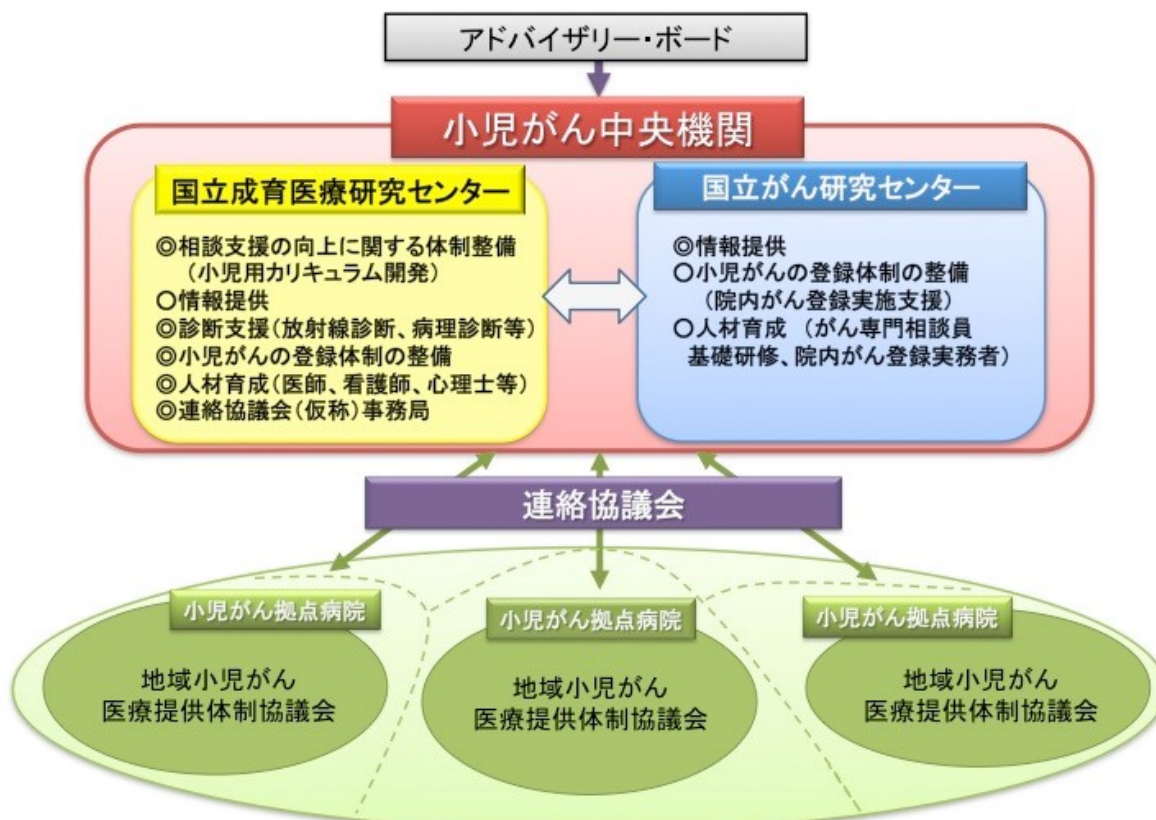 アドバイザリー・ボード
小児がん中央機関
国立成育医療研究センター
◎相談支援の向上に関する体制整備
（小児用カリキュラム開発）
○情報提供
◎診断支援（放射線診断、病理診断等）
◎小児がんの登録体制の整備
◎人材育成（医師、看護師、心理士等）
◎連絡協議会（仮称）事務局
国立がん研究センター
◎情報提供
○小児がんの登録体制の整備
（院内がん登録実施支援）
○人材育成 （がん専門相談員
基礎研修、院内がん登録実務者）
連絡協議会
小児がん拠点病院
地域小児がん
医療提供体制協議会
小児がん拠点病院
地域小児がん
医療提供体制協議会
小児がん拠点病院
地域小児がん
医療提供体制協議会